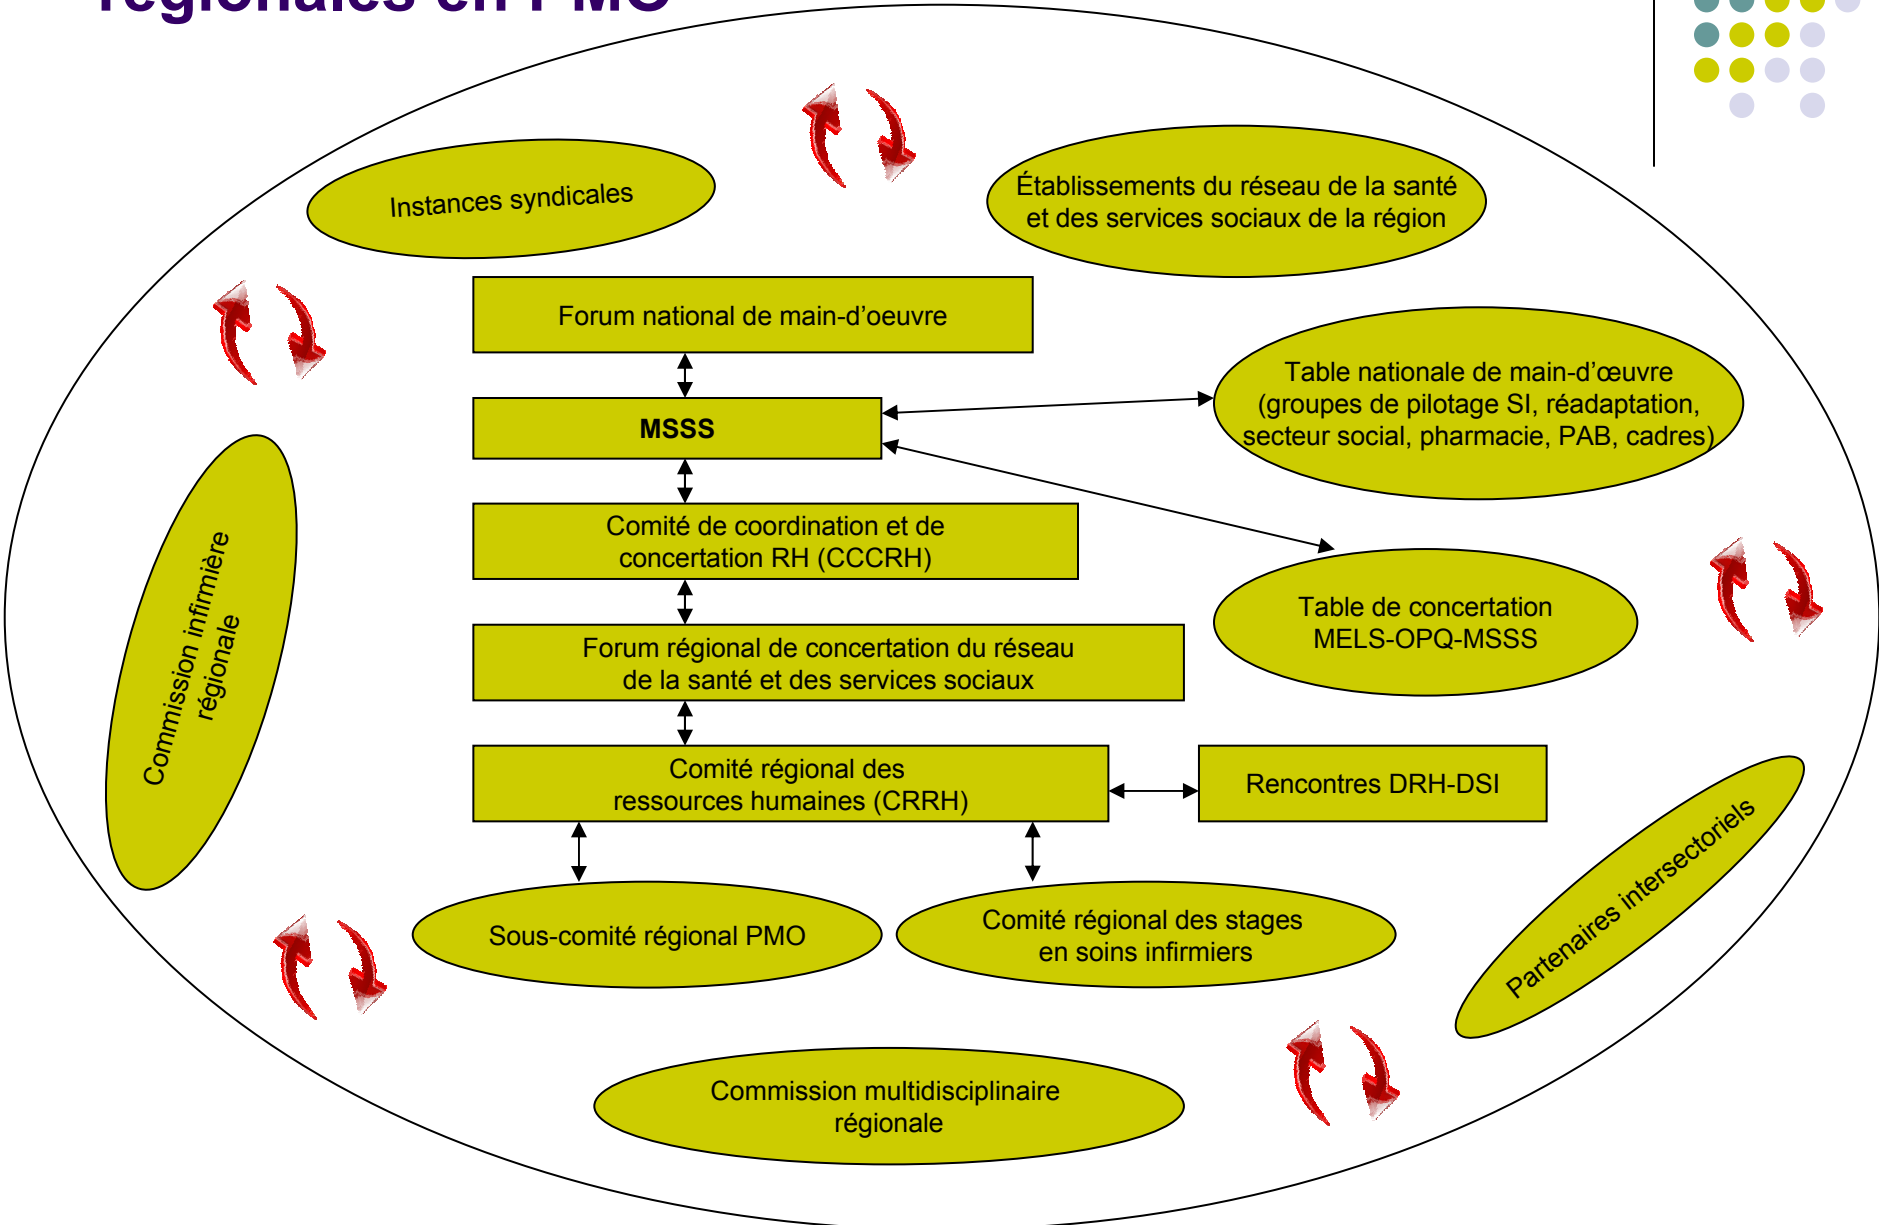 régionales en PMO
Instances syndicales
Établissements du réseau de la santé
et des services sociaux de la région
Forum national de main-d'oeuvre
Table nationale de main-d'œuvre
(groupes de pilotage SI, réadaptation,
secteur social, pharmacie, PAB, cadres)
MSSS
Comité de coordination et de
concertation RH (CCCRH)
Commission infirmière
régionale
Table de concertation
MELS-OPQ-MSSS
Forum régional de concertation du réseau
de la santé et des services sociaux
Comité régional des
ressources humaines (CRRH)
Rencontres DRH-DSI
Partenaires intersectoriels
Sous-comité régional PMO
Comité régional des stages
en soins infirmiers
Commission multidisciplinaire
régionale